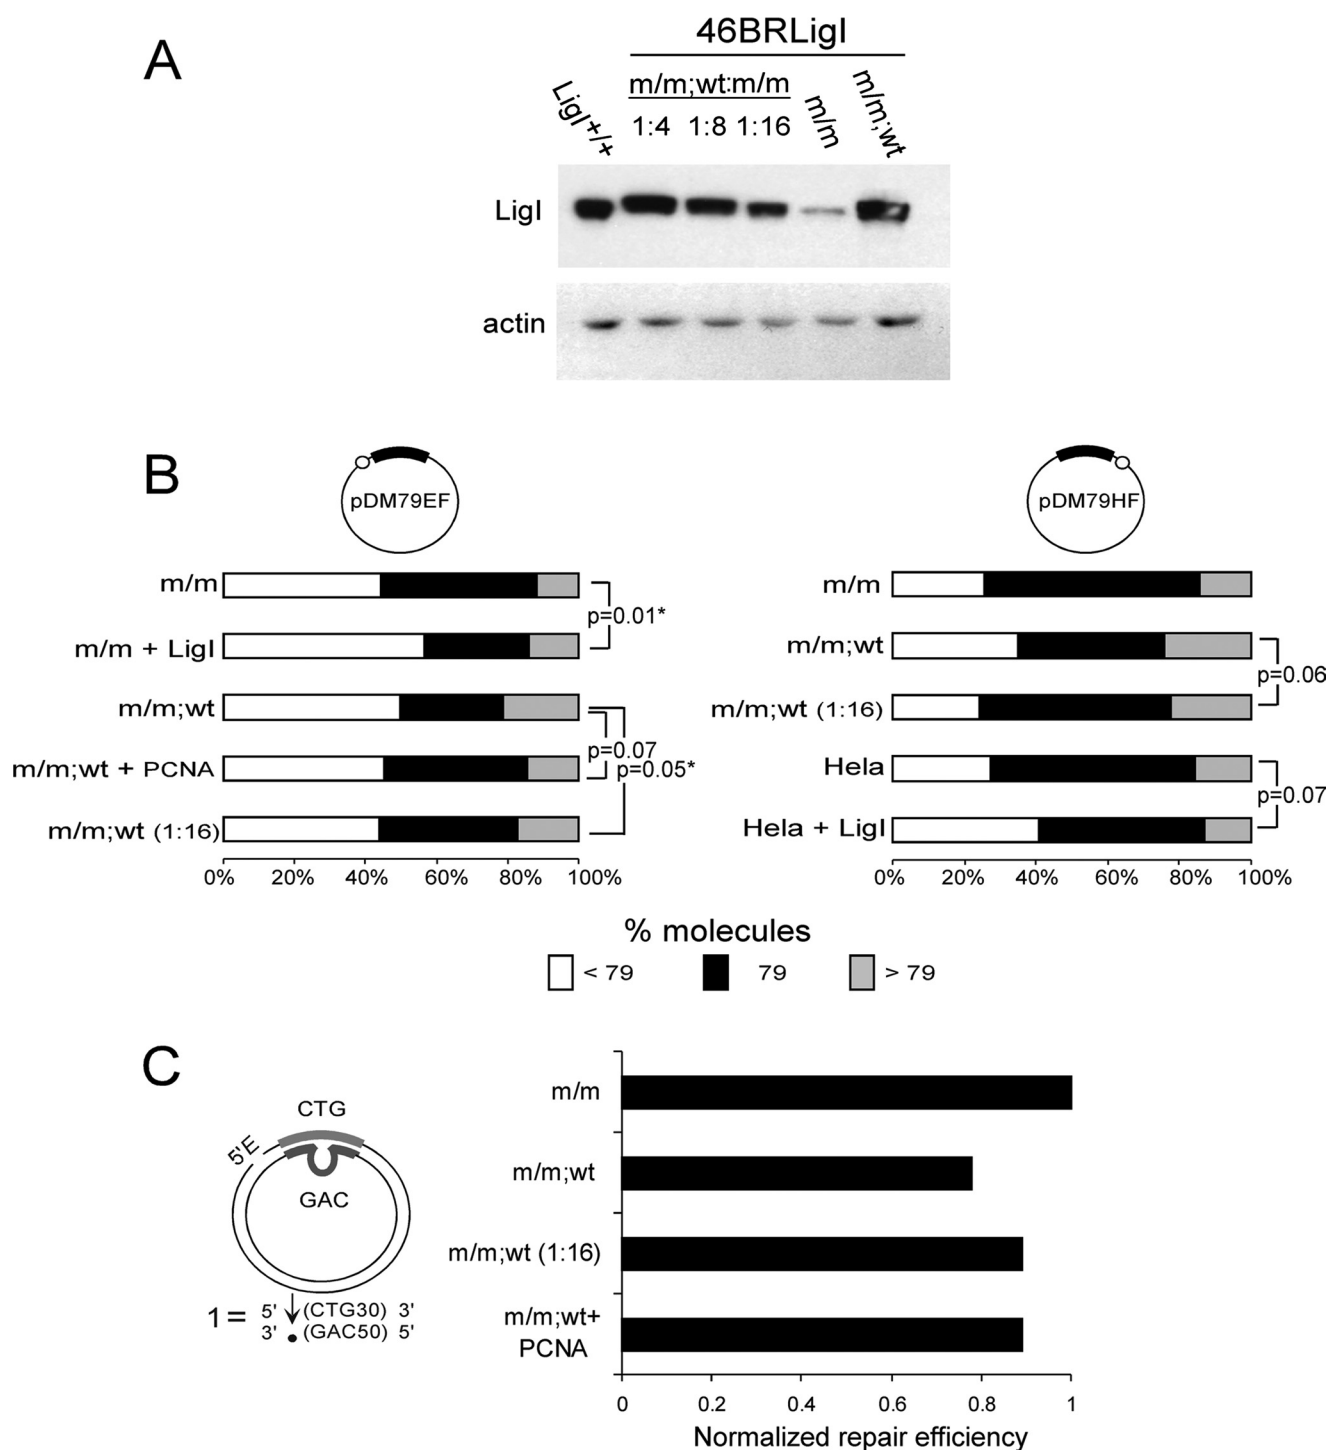 A
46BRLigI
m/m;wt:m/m
LigI+/+
1:4 1:8 1:16
m/m
m/m;wt
LigI
actin
B
pDM79EF
m/m
p=0.01*
m/m + LigI
m/m;wt
p=0.07
m/m;wt + PCNA
p=0.05*
m/m;wt (1:16)
0% 20% 40% 60% 80% 100%
pDM79HF
m/m
m/m;wt
p=0.06
m/m;wt (1:16)
Hela
p=0.07
Hela + LigI
0% 20% 40% 60% 80% 100%
% molecules
< 79 79 > 79
C
CTG
5'E
GAC
1= 5' (CTG30) 3'
3' (GAC50) 5'
m/m
m/m;wt
m/m;wt (1:16)
m/m;wt+
PCNA
0 0.2 0.4 0.6 0.8 1
Normalized repair efficiency